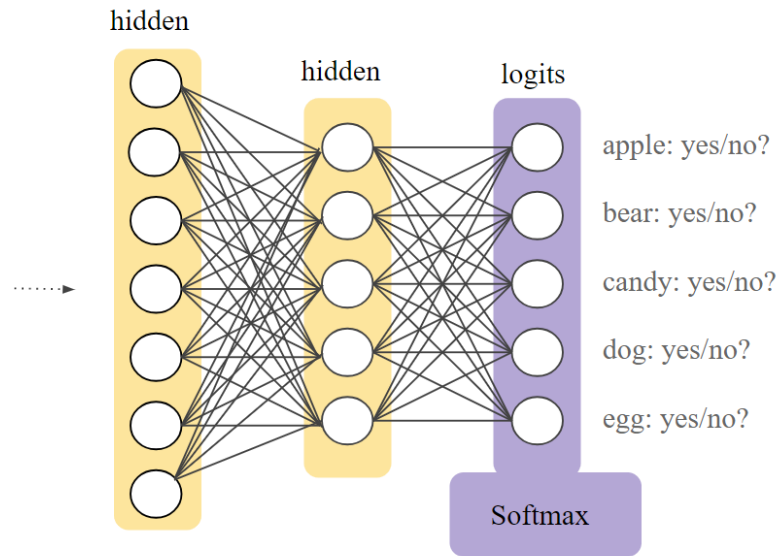 hidden
hidden
logits
apple: yes/no?
bear: yes/no?
candy: yes/no?
dog: yes/no?
egg: yes/no?
Softmax